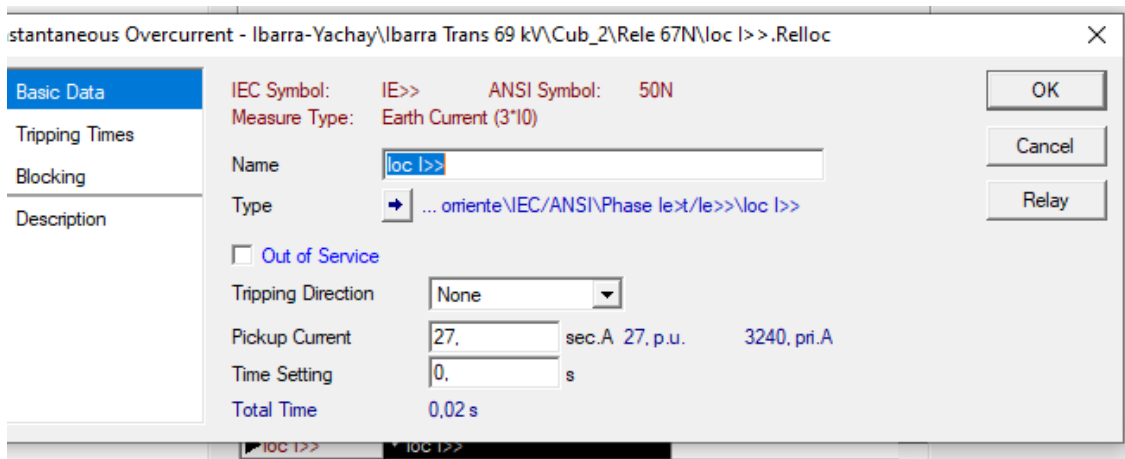 stantaneous Overcurrent - Ibarra-Yachay\Ibarra Trans 69 kV\Cub_2\Rele 67N\Ioc I>>.RelIoc
Basic Data
Tripping Times
Blocking
Description
IEC Symbol: IE>> ANSI Symbol: 50N
Measure Type: Earth Current (3*I0)
Name Ioc I>>
Type ... orriente\IEC/ANSI\Phase Ie>t/Ie>>\Ioc I>>
Out of Service
Tripping Direction None
Pickup Current 27, sec.A 27, p.u. 3240, pri.A
Time Setting 0, s
Total Time 0,02 s
OK
Cancel
Relay
Ioc I>> Ioc I>>